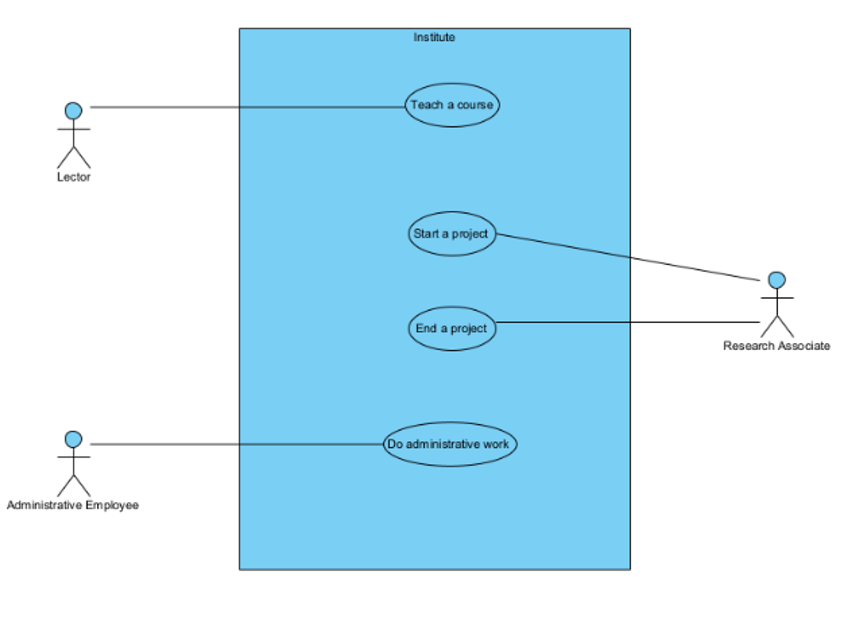 Institute
Teach a course
Lector
Start a project
End a project
Research Associate
Do administrative work
Administrative Employee